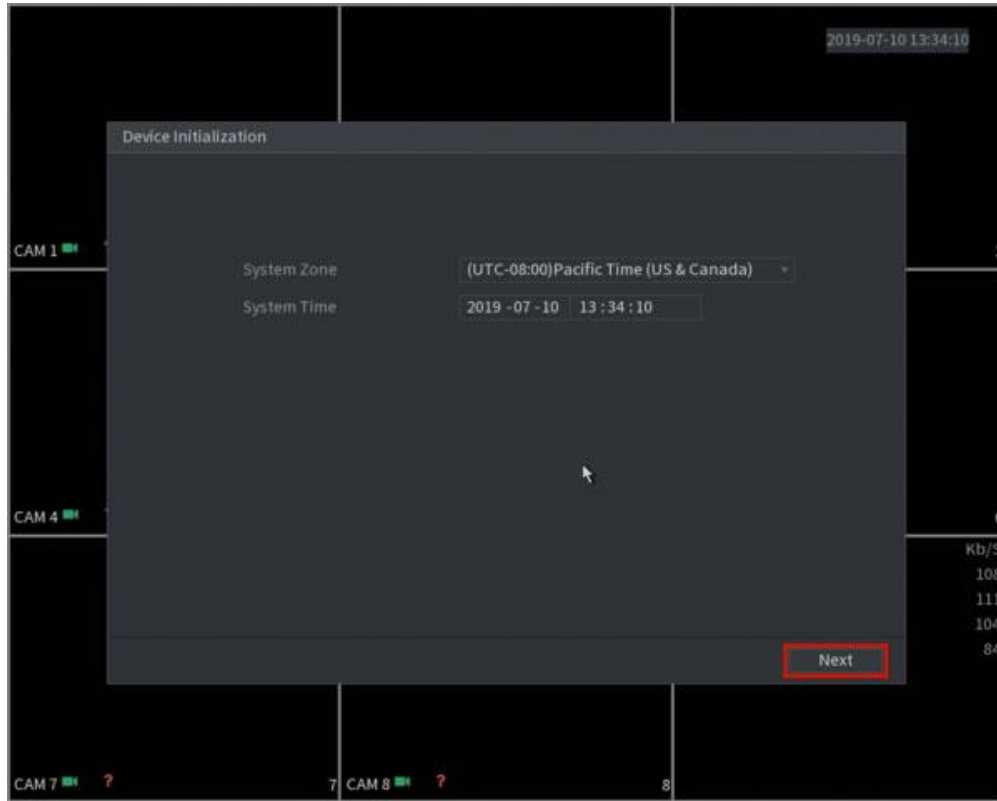 2019-07-10 13:34:10
Device Initialization
CAM 1
System Zone (UTC-08:00)Pacific Time (US & Canada)
System Time 2019 -07 -10 13 : 34 : 10
CAM 4
Next
CAM 7 ? 7 CAM 8 ? 8